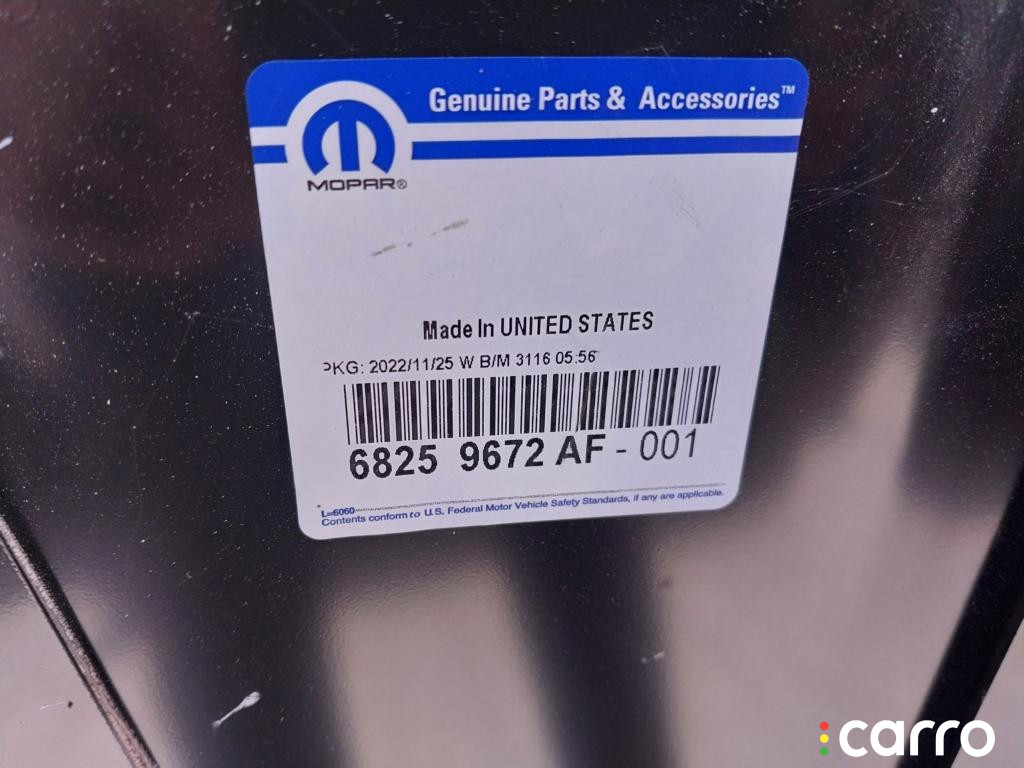 Genuine Parts & Accessories™
MOPAR®
Made In UNITED STATES
PKG: 2022/11/25 W B/M 3116 05:56
6825 9672 AF - 001
L=6060
Contents conform to U.S. Federal Motor Vehicle Safety Standards, if any are applicable.
carro